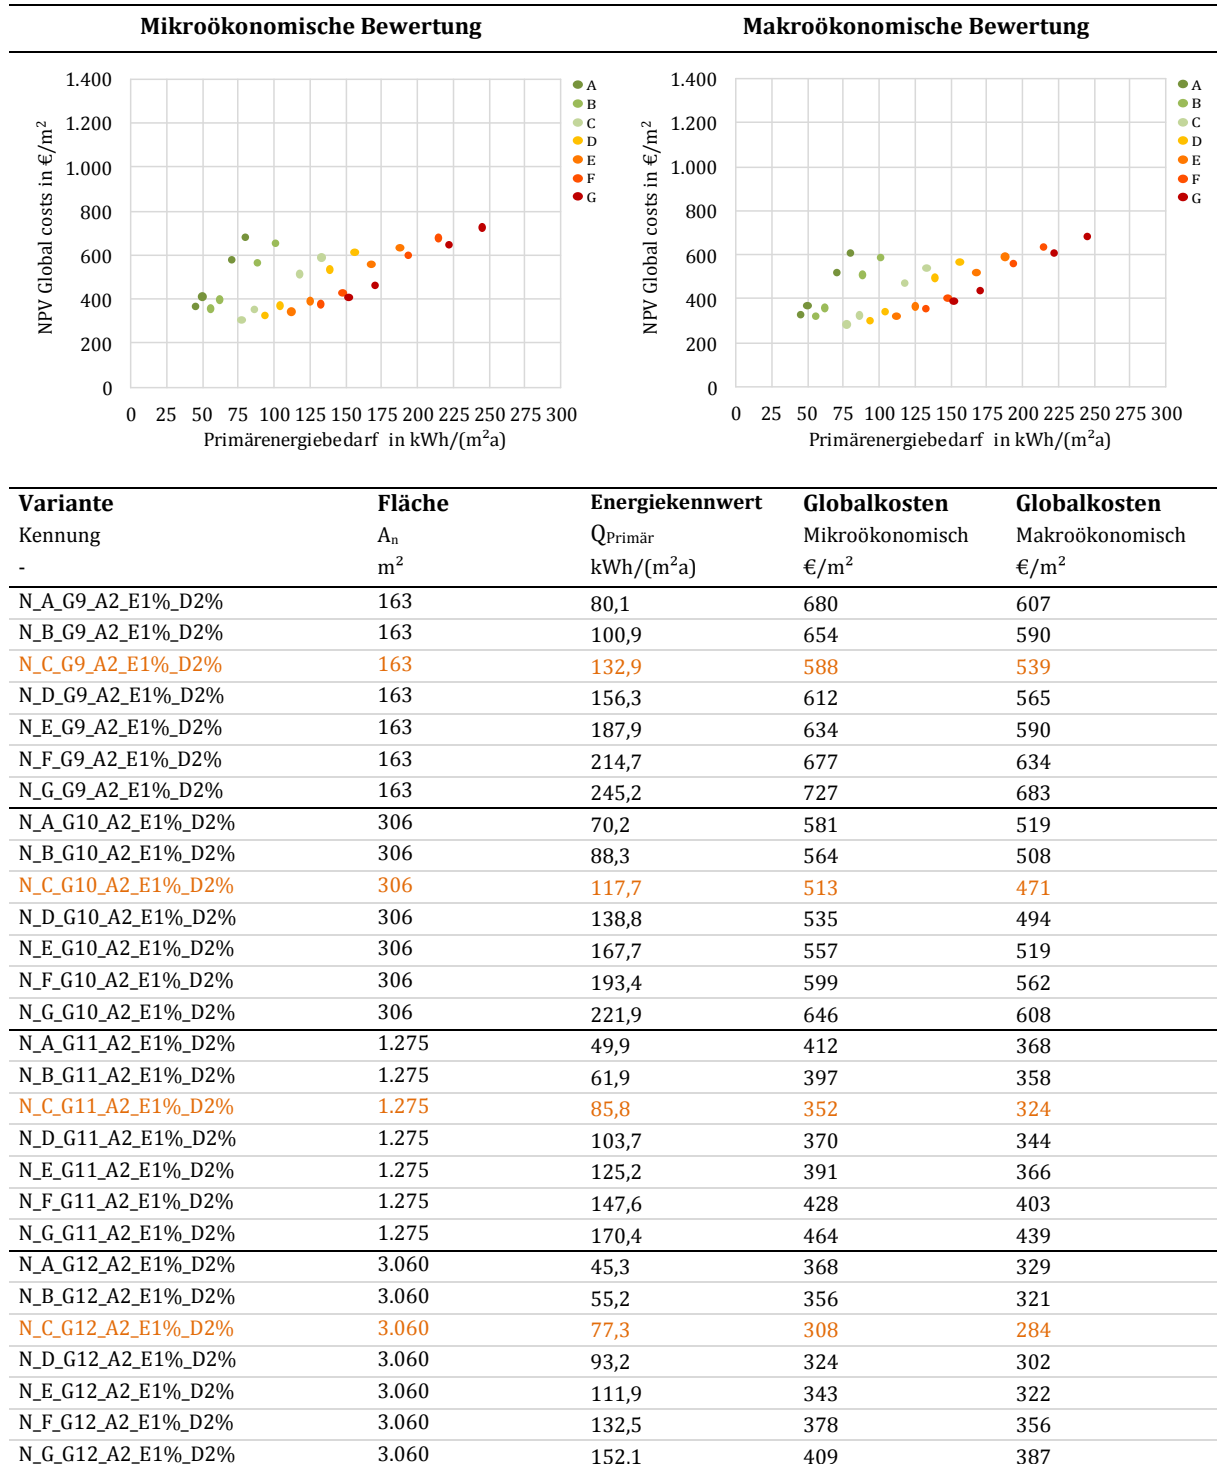 Mikroökonomische Bewertung Makroökonomische Bewertung
NPV Global costs in €/m²
1.400
1.200
1.000
800
600
400
200
0
0 25 50 75 100 125 150 175 200 225 250 275 300
Primärenergiebedarf in kWh/(m²a)
A
B
C
D
E
F
G
NPV Global costs in €/m²
1.400
1.200
1.000
800
600
400
200
0
0 25 50 75 100 125 150 175 200 225 250 275 300
Primärenergiebedarf in kWh/(m²a)
A
B
C
D
E
F
G
Variante Fläche Energiekennwert Globalkosten Globalkosten
Kennung Aₙ Q_Primär Mikroökonomisch Makroökonomisch
- m² kWh/(m²a) €/m² €/m²
N_A_G9_A2_E1%_D2% 163 80,1 680 607
N_B_G9_A2_E1%_D2% 163 100,9 654 590
N_C_G9_A2_E1%_D2% 163 132,9 588 539
N_D_G9_A2_E1%_D2% 163 156,3 612 565
N_E_G9_A2_E1%_D2% 163 187,9 634 590
N_F_G9_A2_E1%_D2% 163 214,7 677 634
N_G_G9_A2_E1%_D2% 163 245,2 727 683
N_A_G10_A2_E1%_D2% 306 70,2 581 519
N_B_G10_A2_E1%_D2% 306 88,3 564 508
N_C_G10_A2_E1%_D2% 306 117,7 513 471
N_D_G10_A2_E1%_D2% 306 138,8 535 494
N_E_G10_A2_E1%_D2% 306 167,7 557 519
N_F_G10_A2_E1%_D2% 306 193,4 599 562
N_G_G10_A2_E1%_D2% 306 221,9 646 608
N_A_G11_A2_E1%_D2% 1.275 49,9 412 368
N_B_G11_A2_E1%_D2% 1.275 61,9 397 358
N_C_G11_A2_E1%_D2% 1.275 85,8 352 324
N_D_G11_A2_E1%_D2% 1.275 103,7 370 344
N_E_G11_A2_E1%_D2% 1.275 125,2 391 366
N_F_G11_A2_E1%_D2% 1.275 147,6 428 403
N_G_G11_A2_E1%_D2% 1.275 170,4 464 439
N_A_G12_A2_E1%_D2% 3.060 45,3 368 329
N_B_G12_A2_E1%_D2% 3.060 55,2 356 321
N_C_G12_A2_E1%_D2% 3.060 77,3 308 284
N_D_G12_A2_E1%_D2% 3.060 93,2 324 302
N_E_G12_A2_E1%_D2% 3.060 111,9 343 322
N_F_G12_A2_E1%_D2% 3.060 132,5 378 356
N_G_G12_A2_E1%_D2% 3.060 152,1 409 387